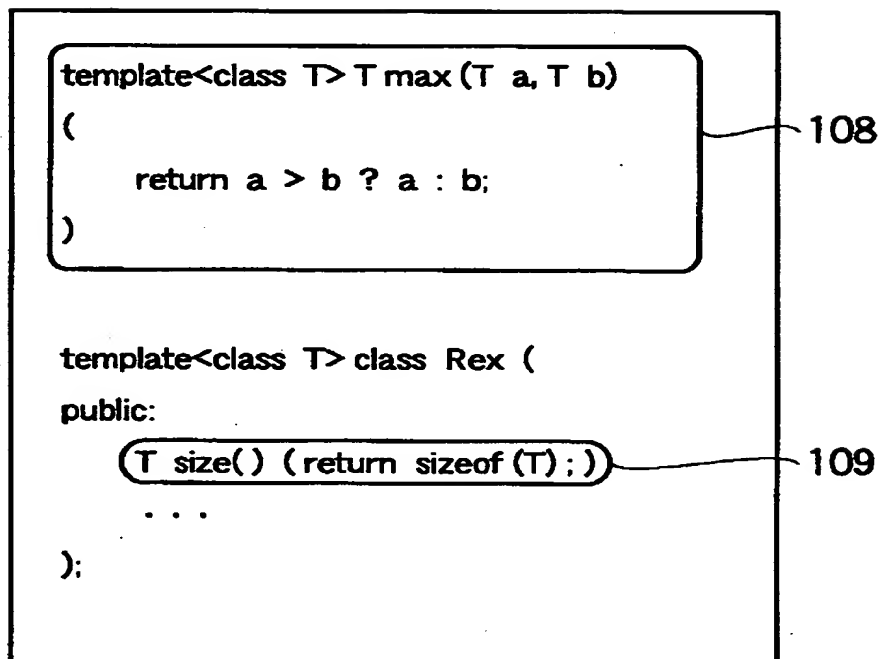 template<class T> T max (T a, T b)
(
return a > b ? a : b;
)
108
template<class T> class Rex (
public:
T size() (return sizeof (T) ; )
109
. . .
);